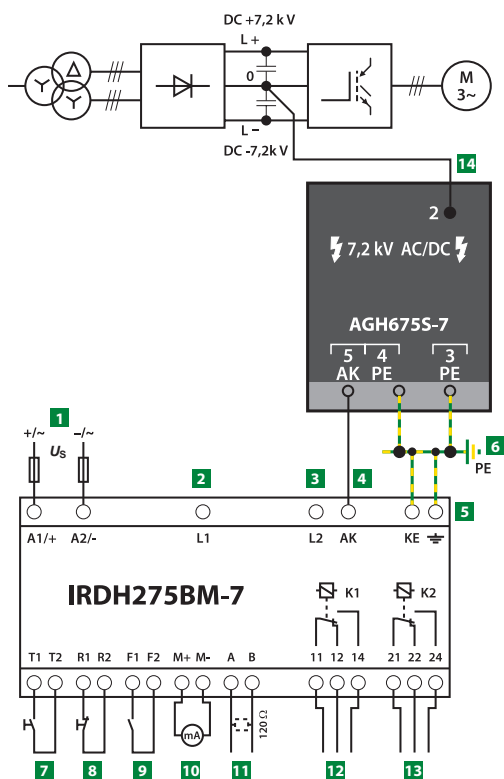 DC +7,2 kV
L +
0
L –
DC -7,2k V
M
3~
14
2
7,2 kV AC/DC
AGH675S-7
5 4 3
AK PE PE
1
+/~ US –/~
2
3
4
6
PE
5
A1/+ A2/- L1 L2 AK KE
IRDH275BM-7
K1 K2
T1 T2 R1 R2 F1 F2 M+ M- A B 11 12 14 21 22 24
mA
120 Ω
7 8 9 10 11 12 13